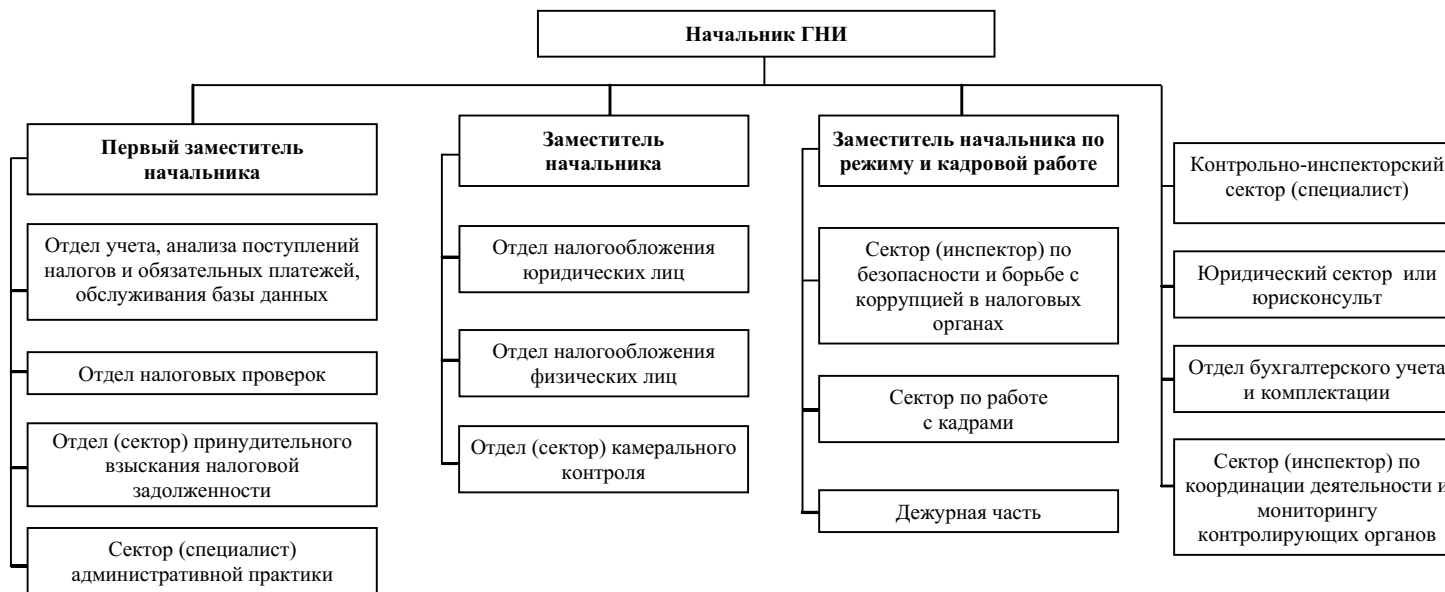 Начальник ГНИ
Первый заместитель
начальника
Отдел учета, анализа поступлений
налогов и обязательных платежей,
обслуживания базы данных
Отдел налоговых проверок
Отдел (сектор) принудительного
взыскания налоговой
задолженности
Сектор (специалист)
административной практики
Заместитель
начальника
Отдел налогообложения
юридических лиц
Отдел налогообложения
физических лиц
Отдел (сектор) камерального
контроля
Заместитель начальника по
режиму и кадровой работе
Сектор (инспектор) по
безопасности и борьбе с
коррупцией в налоговых
органах
Сектор по работе
с кадрами
Дежурная часть
Контрольно-инспекторский
сектор (специалист)
Юридический сектор или
юрисконсульт
Отдел бухгалтерского учета
и комплектации
Сектор (инспектор) по
координации деятельности и
мониторингу
контролирующих органов